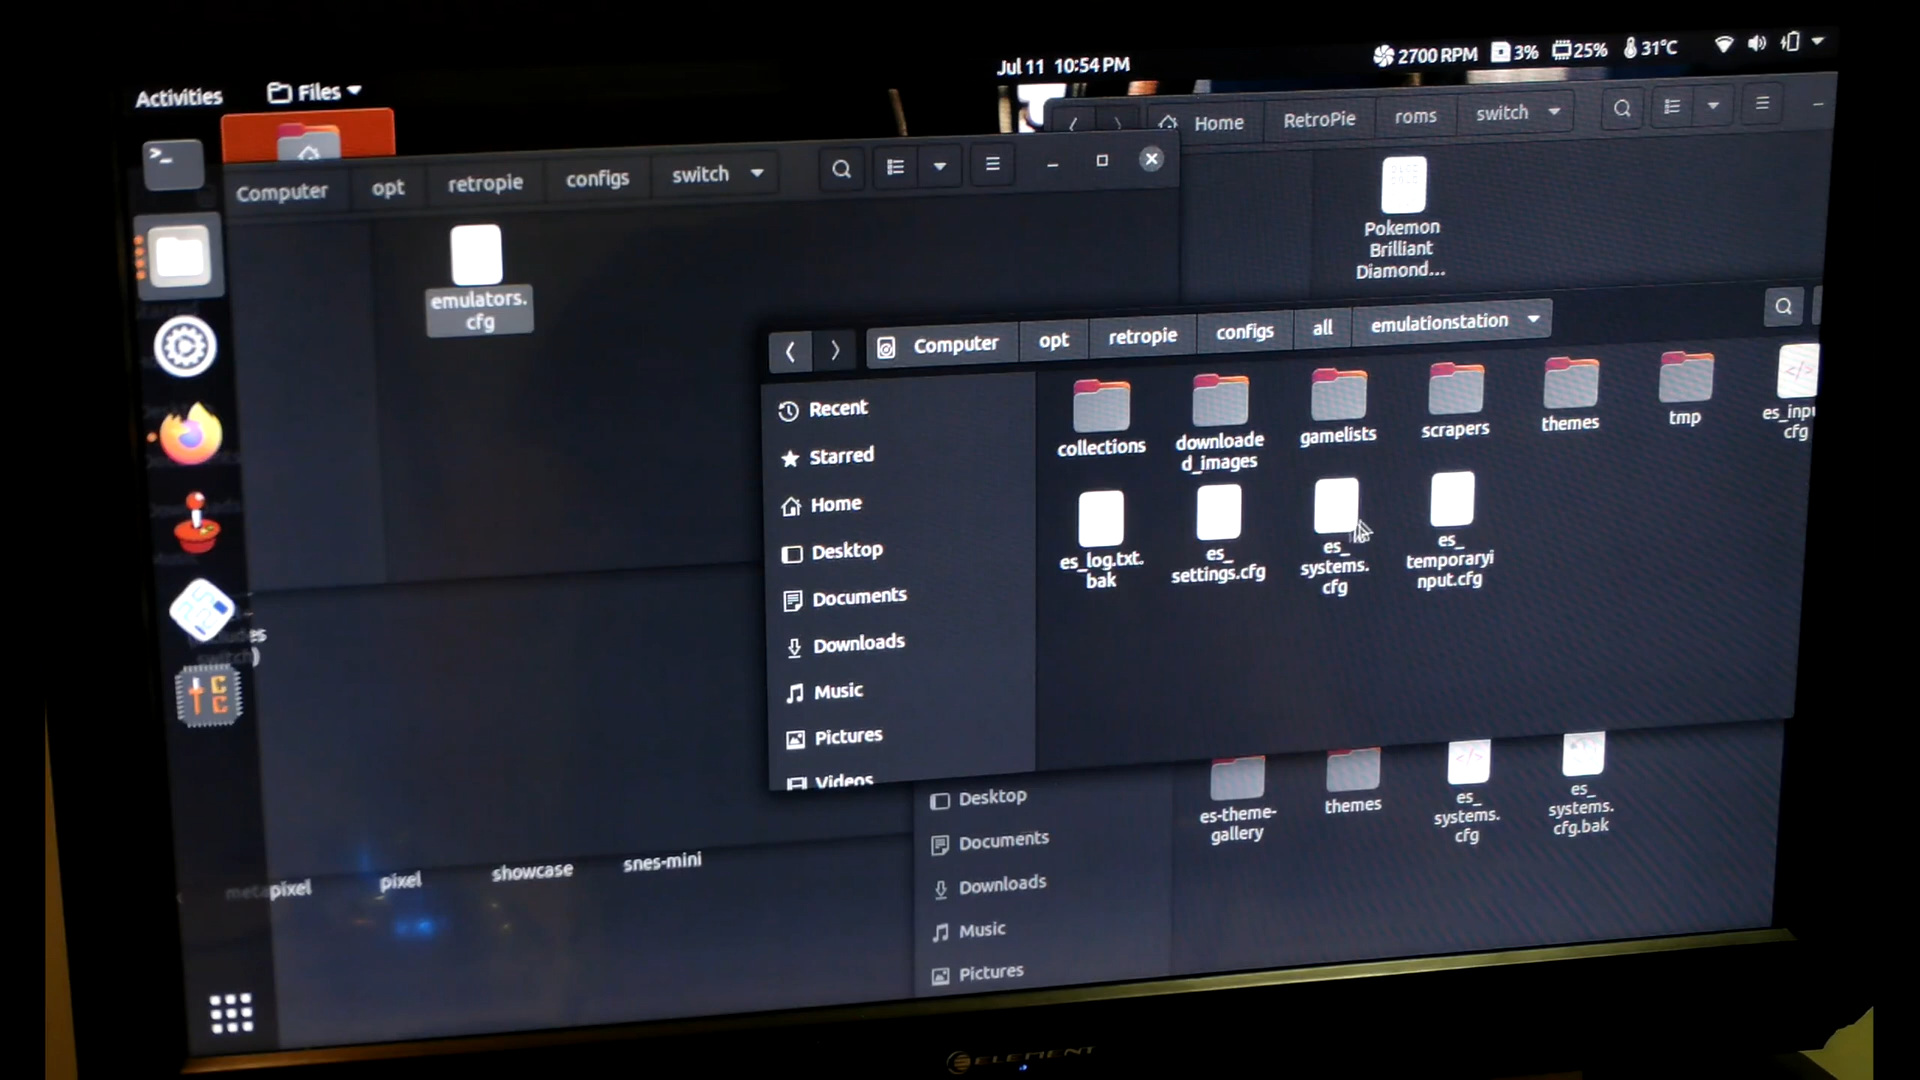 Activities
Files
Jul 11 10:54 PM
2700 RPM
3%
25%
31°C
Home
RetroPie
roms
switch
Computer
opt
retropie
configs
switch
emulators.
cfg
Pokemon
Brilliant
Diamond...
Computer
opt
retropie
configs
all
emulationstation
Recent
Starred
Home
Desktop
Documents
Downloads
Music
Pictures
Videos
collections
downloade
d_images
gamelists
scrapers
themes
tmp
es_inpu
cfg
es_log.txt.
bak
es_
settings.cfg
es_
systems.
cfg
es_
temporaryi
nput.cfg
Desktop
Documents
Downloads
Music
Pictures
es-theme-
gallery
themes
es_
systems.
cfg
es_
systems.
cfg.bak
metapixel
pixel
showcase
snes-mini
ELEMENT